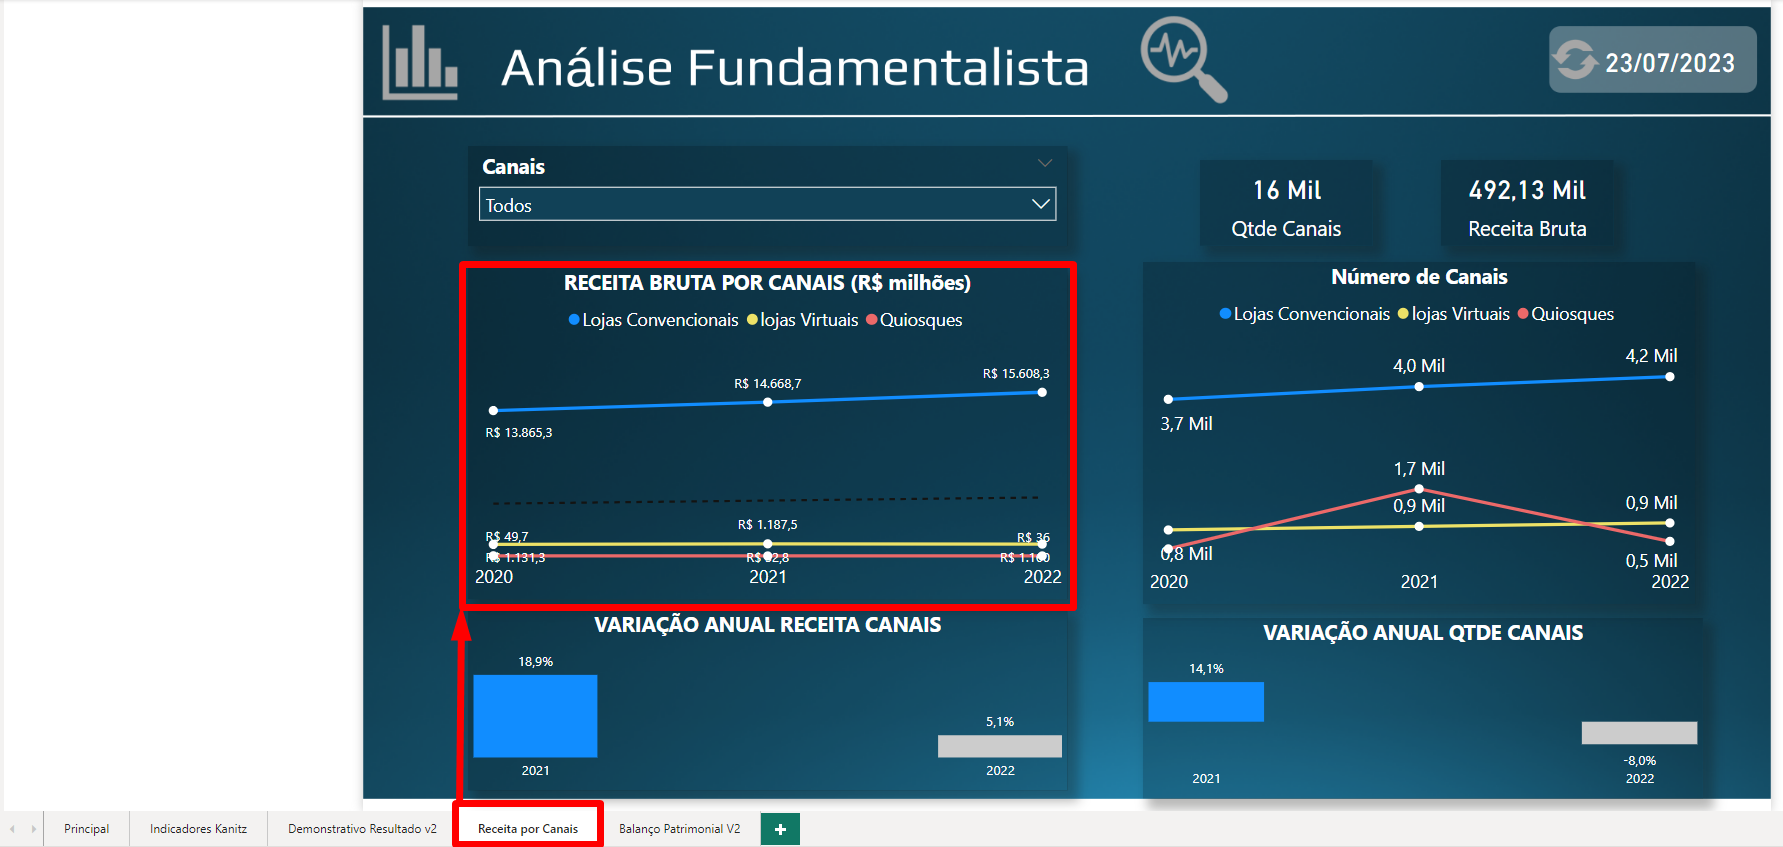 Análise Fundamentalista
23/07/2023
Canais
Todos
16 Mil
Qtde Canais
492,13 Mil
Receita Bruta
RECEITA BRUTA POR CANAIS (R$ milhões)
Lojas Convencionais lojas Virtuais Quiosques
R$ 13.865,3
R$ 14.668,7
R$ 15.608,3
R$ 49,7
R$ 1.187,5
R$ 36
R$ 1.131,3
R$
R$
2020 2021 2022
Número de Canais
Lojas Convencionais lojas Virtuais Quiosques
3,7 Mil
4,0 Mil
4,2 Mil
1,7 Mil
0,9 Mil
0,9 Mil
0,8 Mil
0,5 Mil
2020 2021 2022
VARIAÇÃO ANUAL RECEITA CANAIS
18,9%
5,1%
2021 2022
VARIAÇÃO ANUAL QTDE CANAIS
14,1%
-8,0%
2021 2022
Principal Indicadores Kanitz Demonstrativo Resultado v2 Receita por Canais Balanço Patrimonial V2 +